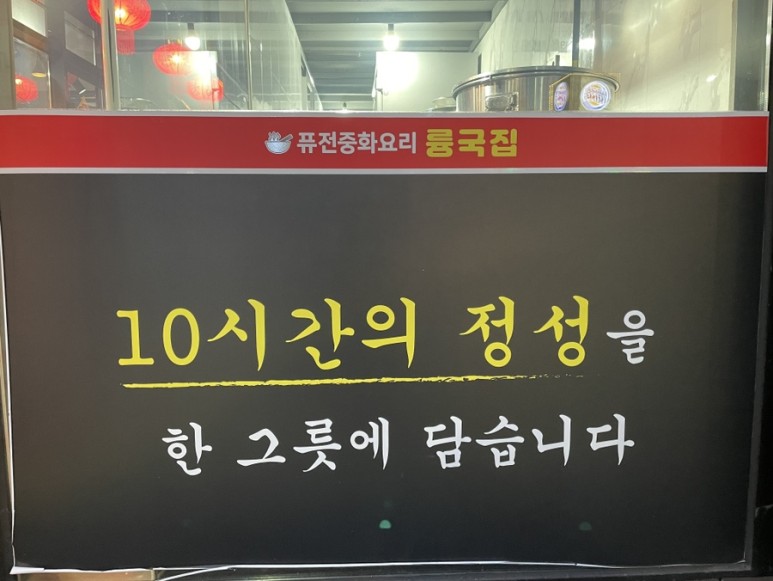 퓨전중화요리 륭국집
10시간의 정성을
한 그릇에 담습니다